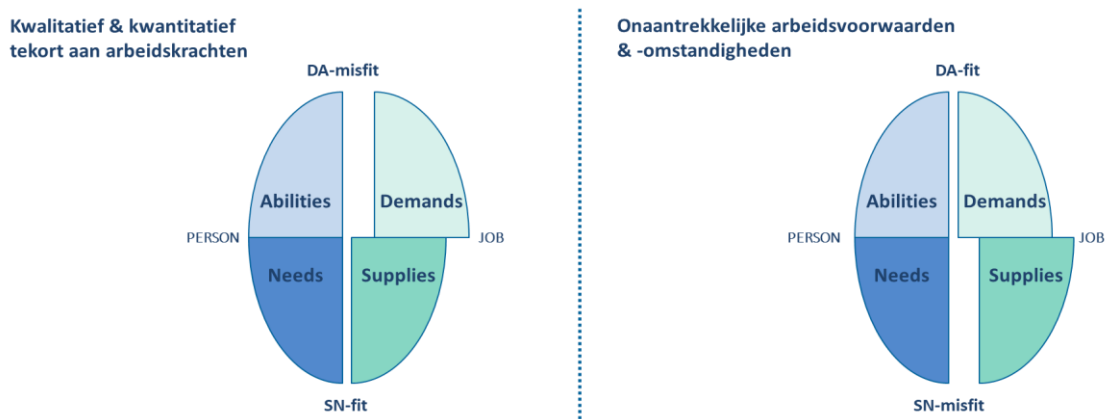 Kwalitatief & kwantitatief
tekort aan arbeidskrachten
DA-misfit
Abilities
Demands
PERSON
JOB
Needs
Supplies
SN-fit
Onaantrekkelijke arbeidsvoorwaarden
& -omstandigheden
DA-fit
Abilities
Demands
PERSON
JOB
Needs
Supplies
SN-misfit